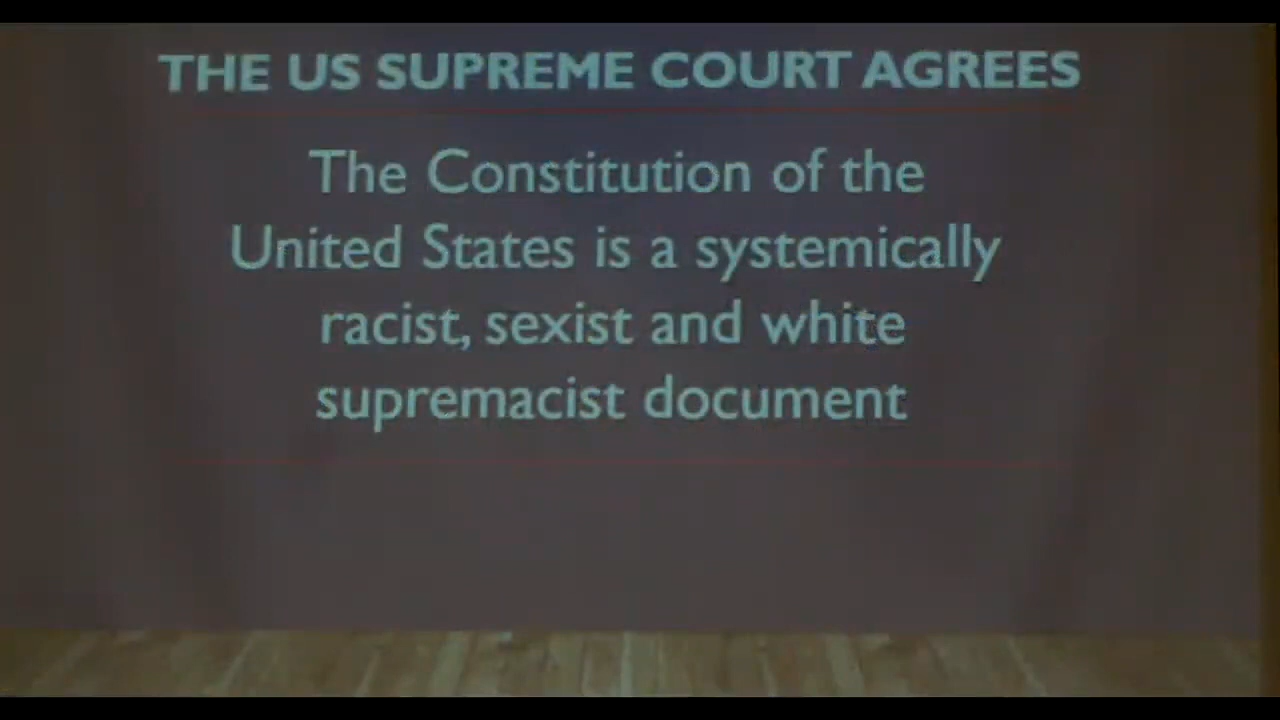 THE US SUPREME COURT AGREES
The Constitution of the
United States is a systemically
racist, sexist and white
supremacist document